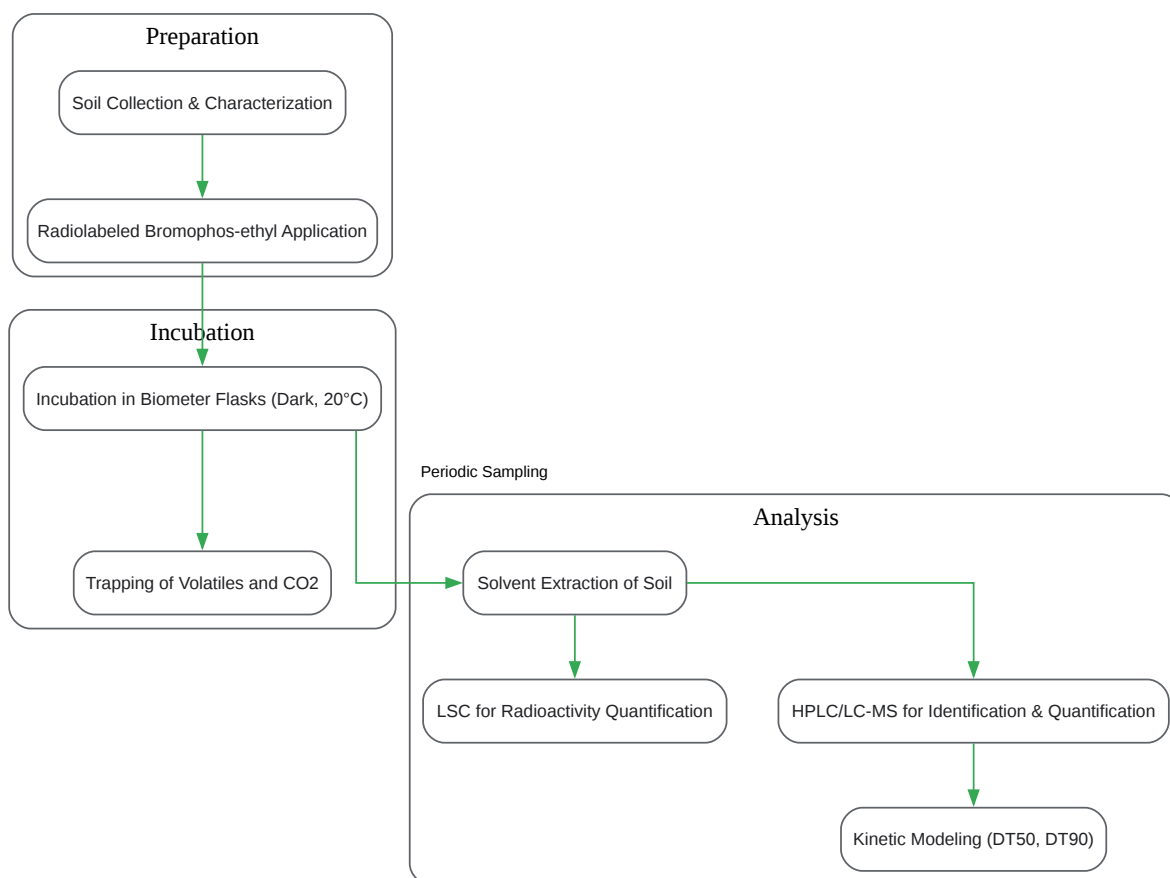 Preparation
Soil Collection & Characterization
Radiolabeled Bromophos-ethyl Application
Incubation
Incubation in Biometer Flasks (Dark, 20°C)
Trapping of Volatiles and CO2
Periodic Sampling
Analysis
Solvent Extraction of Soil
LSC for Radioactivity Quantification
HPLC/LC-MS for Identification & Quantification
Kinetic Modeling (DT50, DT90)